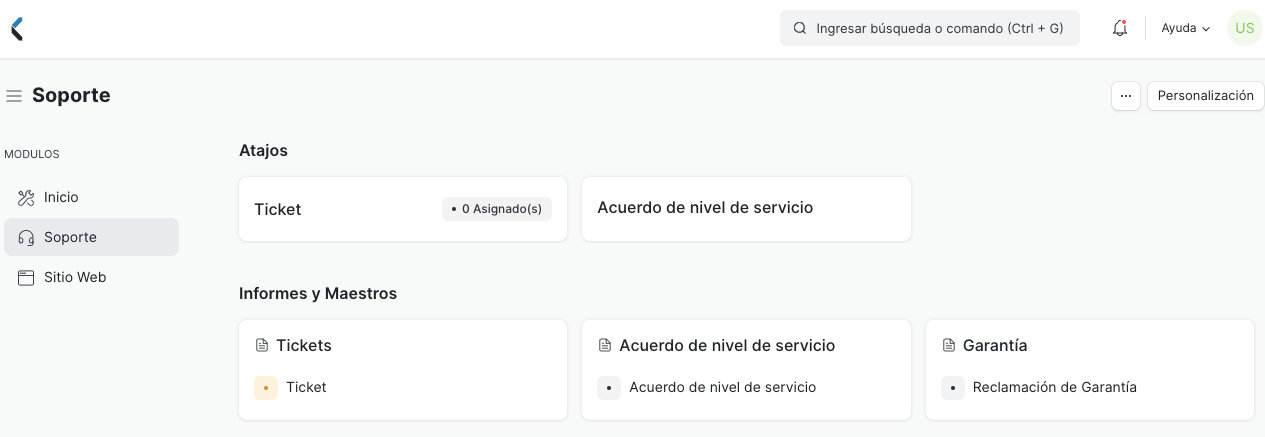 Ingresar búsqueda o comando (Ctrl + G)
Ayuda
US
Soporte
...
Personalización
MODULOS
Inicio
Soporte
Sitio Web
Atajos
Ticket
• 0 Asignado(s)
Acuerdo de nivel de servicio
Informes y Maestros
Tickets
Ticket
Acuerdo de nivel de servicio
Acuerdo de nivel de servicio
Garantía
Reclamación de Garantía